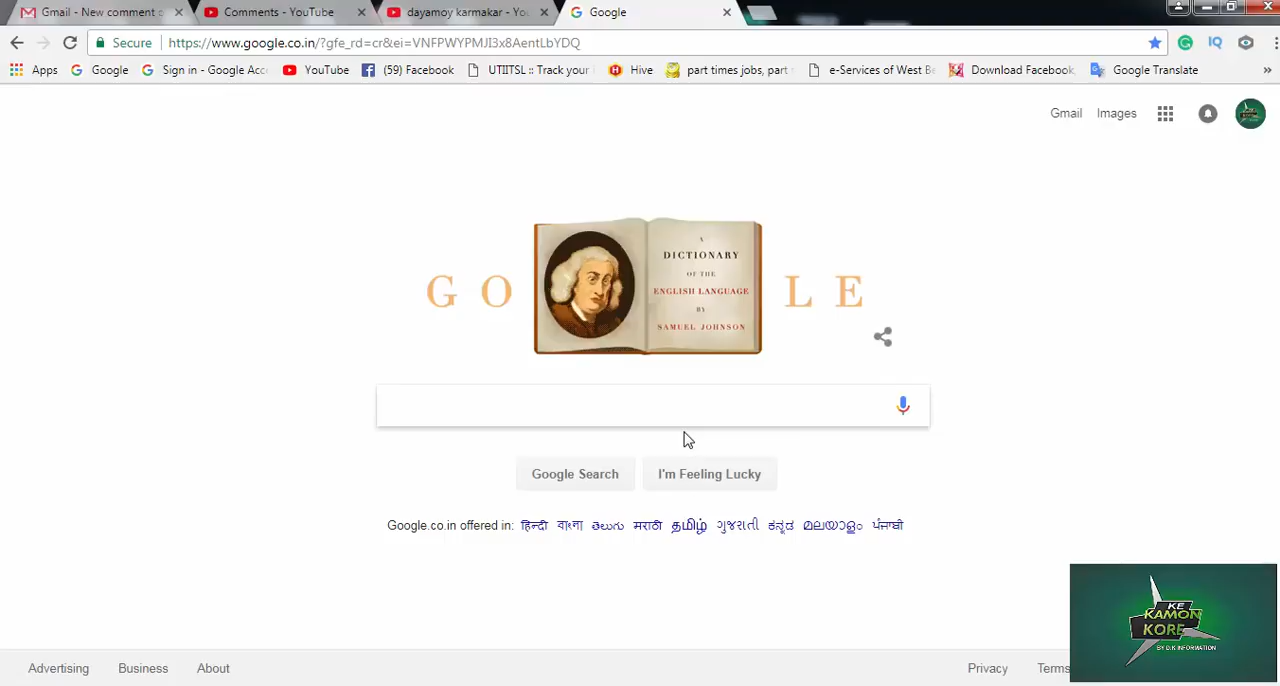 Gmail - New comment o
Comments - YouTube
dayamoy karmakar - You
Google
Secure
https://www.google.co.in/?gfe_rd=cr&ei=VNFPWYPMJI3x8AentLbYDQ
Apps
Google
Sign in - Google Acc
YouTube
(59) Facebook
UTIITSL :: Track your
Hive
part times jobs, part
e-Services of West Be
Download Facebook
Google Translate
»
Gmail
Images
G O
L E
A
DICTIONARY
OF THE
ENGLISH LANGUAGE
BY
SAMUEL JOHNSON
Google Search
I'm Feeling Lucky
Google.co.in offered in: हिन्दी বাংলা తెలుగు मराठी தமிழ் ગુજરાતી ಕನ್ನಡ മലയാളം ਪੰਜਾਬੀ
KE
KAMON
KORE
BY D.K INFORMATION
Advertising
Business
About
Privacy
Terms